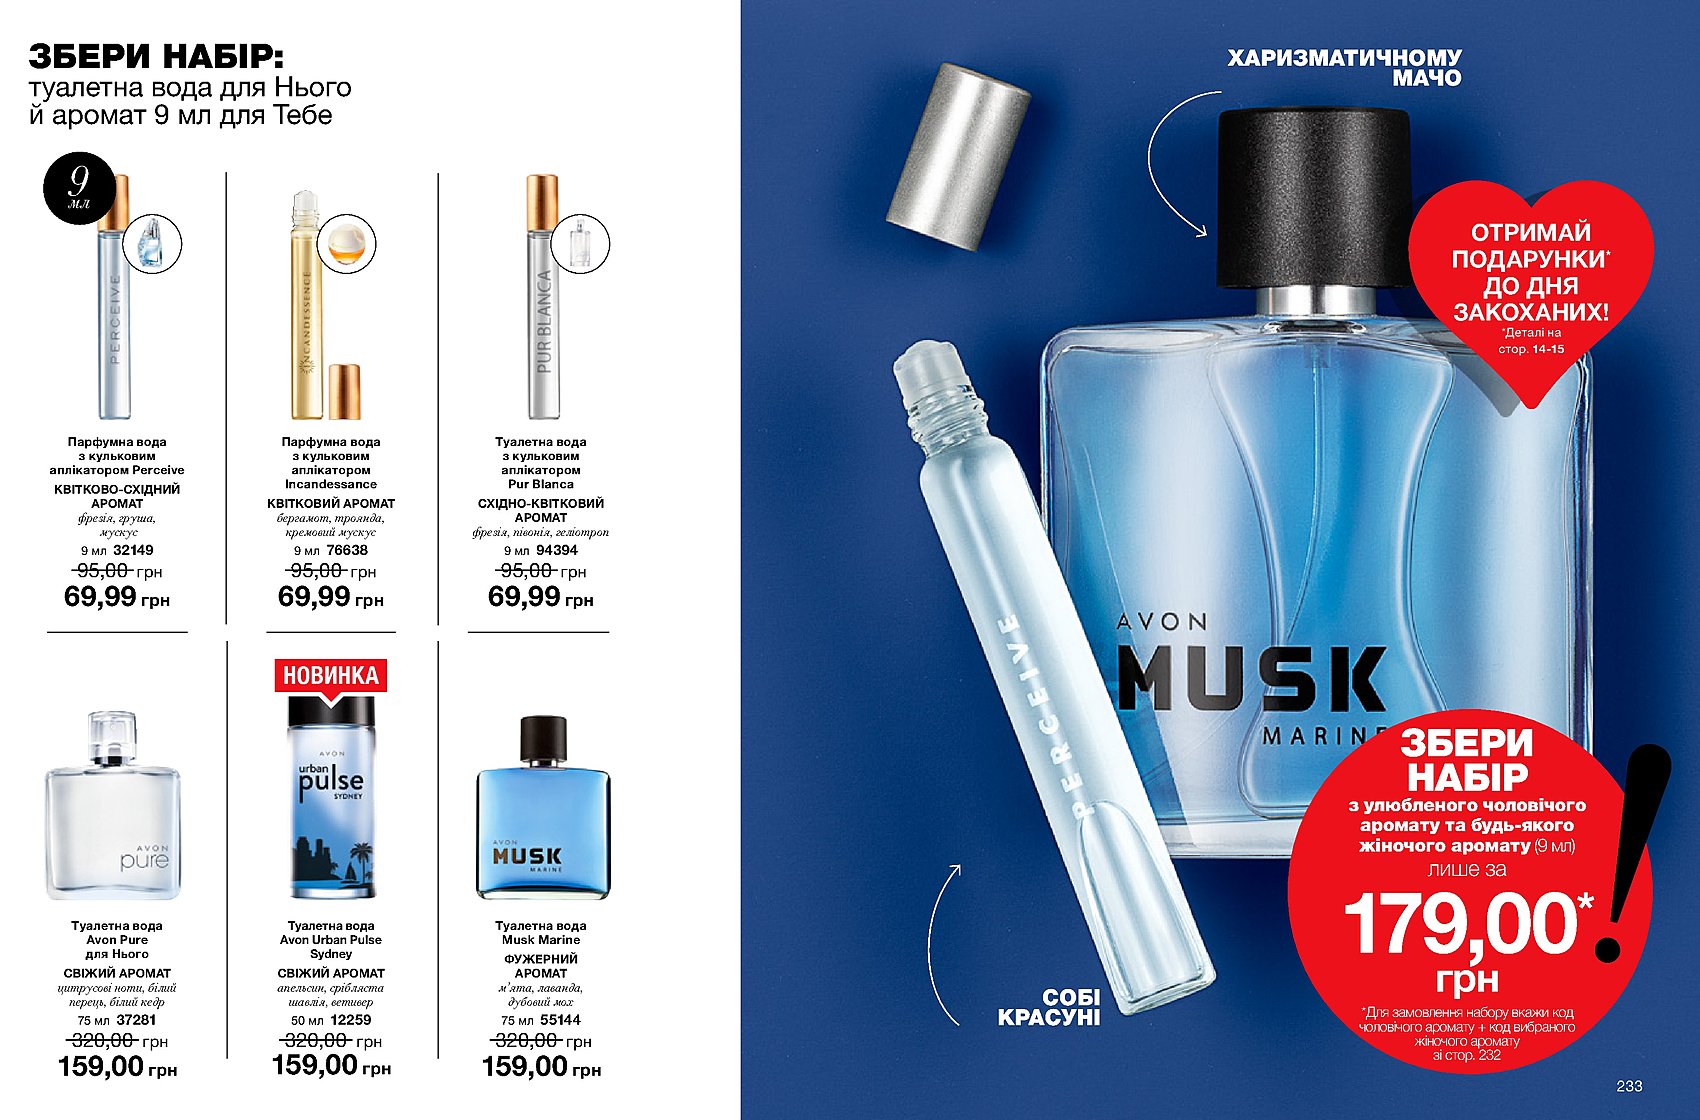 ЗБЕРИ НАБІР:
туалетна вода для Нього
й аромат 9 мл для Тебе
9
мл
PERCEIVE
INCANDESSENCE
PUR BLANCA
Парфумна вода
з кульковим
аплікатором Perceive
КВІТКОВО-СХІДНИЙ
АРОМАТ
фрезія, груша,
мускус
9 мл 32149
95,00 грн
69,99 грн
Парфумна вода
з кульковим
аплікатором
Incandessance
КВІТКОВИЙ АРОМАТ
бергамот, троянда,
кремовий мускус
9 мл 76638
95,00 грн
69,99 грн
Туалетна вода
з кульковим
аплікатором
Pur Blanca
СХІДНО-КВІТКОВИЙ
АРОМАТ
фрезія, півонія, геліотроп
9 мл 94394
95,00 грн
69,99 грн
AVON
pure
Туалетна вода
Avon Pure
для Нього
СВІЖИЙ АРОМАТ
цитрусові ноти, білий
перець, білий кедр
75 мл 37281
320,00 грн
159,00 грн
НОВИНКА
AVON
urban
pulse
SYDNEY
Туалетна вода
Avon Urban Pulse
Sydney
СВІЖИЙ АРОМАТ
апельсин, срібляста
шавлія, ветивер
50 мл 12259
320,00 грн
159,00 грн
AVON
MUSK
MARINE
Туалетна вода
Musk Marine
ФУЖЕРНИЙ
АРОМАТ
м’ята, лаванда,
дубовий мох
75 мл 55144
320,00 грн
159,00 грн
ХАРИЗМАТИЧНОМУ
МАЧО
ОТРИМАЙ
ПОДАРУНКИ*
ДО ДНЯ
ЗАКОХАНИХ!
*Деталі на
стор. 14-15
AVON
MUSK
MARINE
PERCEIVE
СОБІ
КРАСУНІ
ЗБЕРИ
НАБІР
з улюбленого чоловічого
аромату та будь-якого
жіночого аромату (9 мл)
лише за
179,00*
грн
!
*Для замовлення набору вкажи код
чоловічого аромату + код вибраного
жіночого аромату
зі стор. 232
233